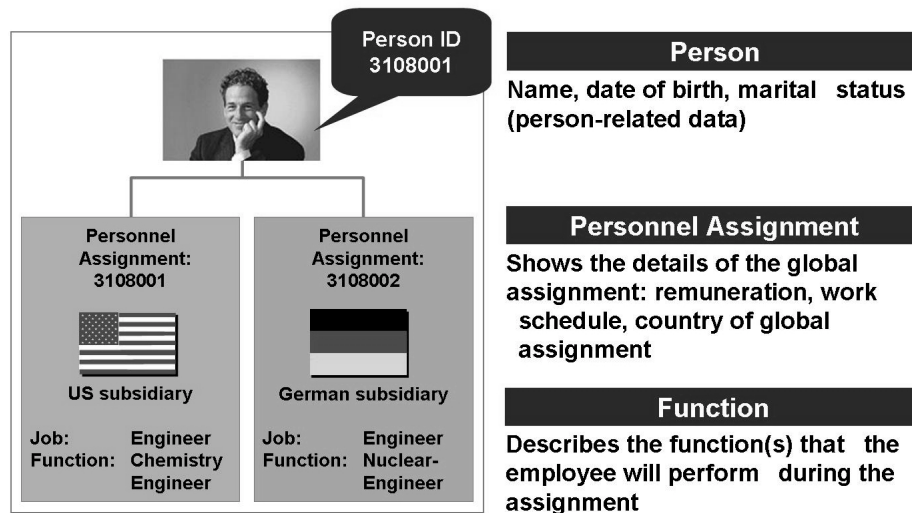 Person ID
3108001
Person
Name, date of birth, marital status
(person-related data)
Personnel
Assignment:
3108001
US subsidiary
Job: Engineer
Function: Chemistry
Engineer
Personnel
Assignment:
3108002
German subsidiary
Job: Engineer
Function: Nuclear-
Engineer
Personnel Assignment
Shows the details of the global
assignment: remuneration, work
schedule, country of global
assignment
Function
Describes the function(s) that the
employee will perform during the
assignment